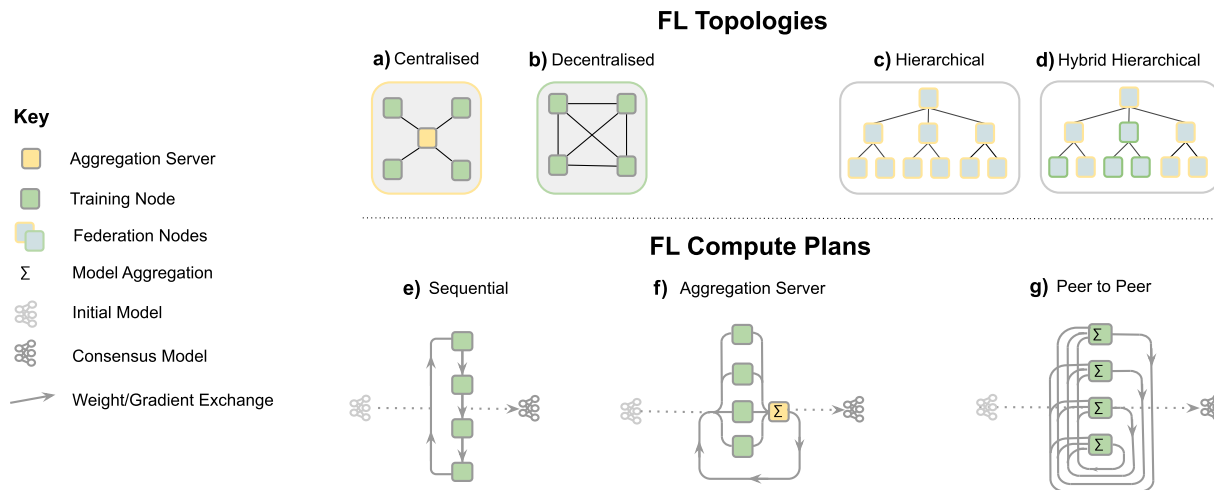 FL Topologies
a) Centralised
b) Decentralised
c) Hierarchical
d) Hybrid Hierarchical
Key
Aggregation Server
Training Node
Federation Nodes
Σ Model Aggregation
Initial Model
Consensus Model
Weight/Gradient Exchange
FL Compute Plans
e) Sequential
f) Aggregation Server
g) Peer to Peer
Σ
Σ
Σ
Σ
Σ